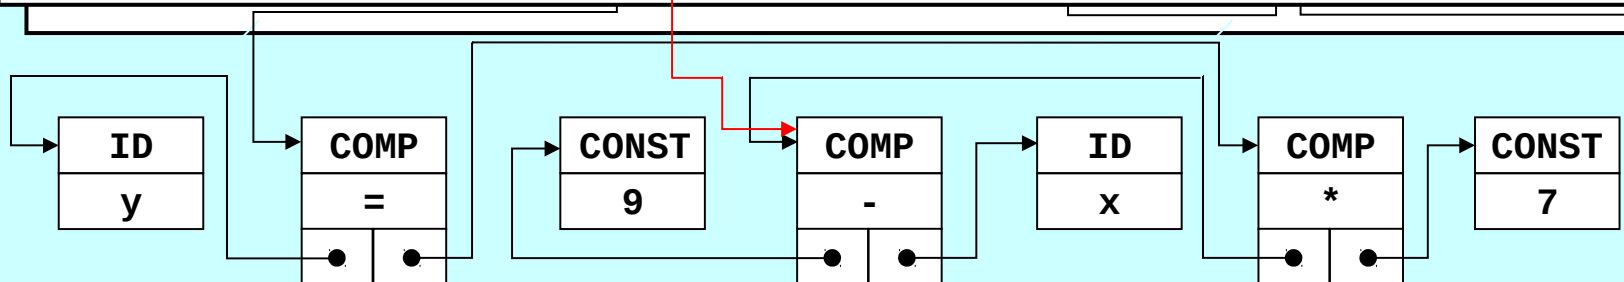 ID COMP CONST COMP ID COMP CONST
y = 9 - x * 7